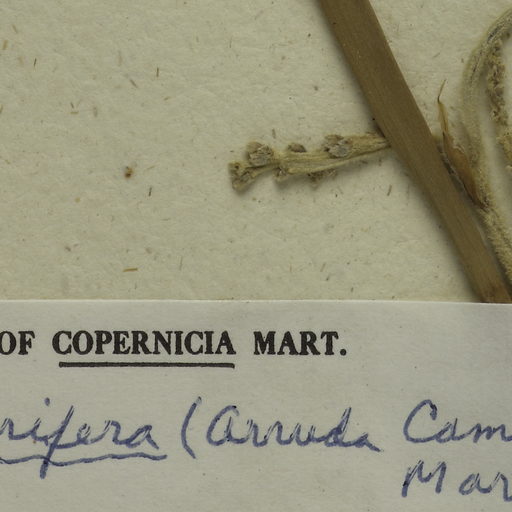 OF COPERNICIA MART.
rifera (Arruda Cam
Mar